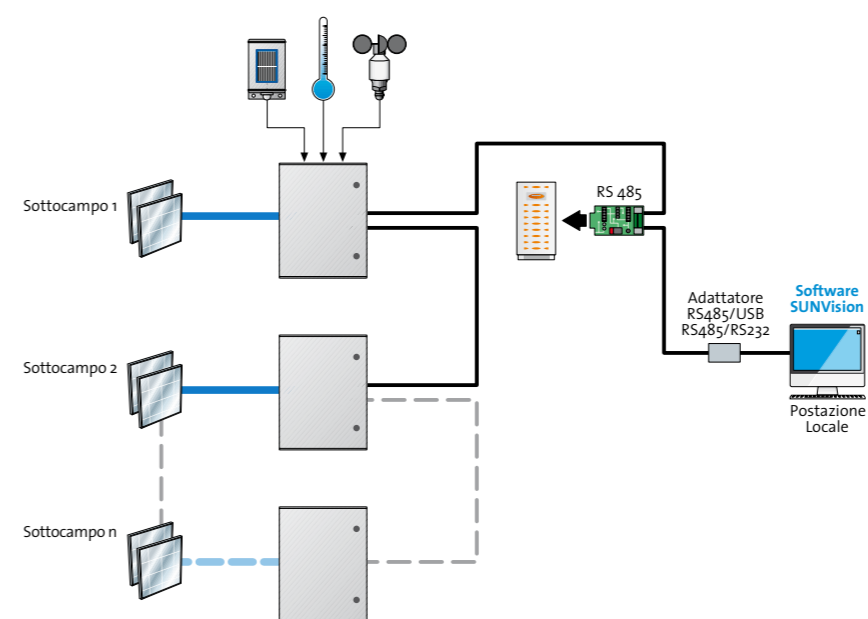 Sottocampo 1
RS 485
Adattatore
RS485/USB
RS485/RS232
Software
SUNVision
Postazione
Locale
Sottocampo 2
Sottocampo n